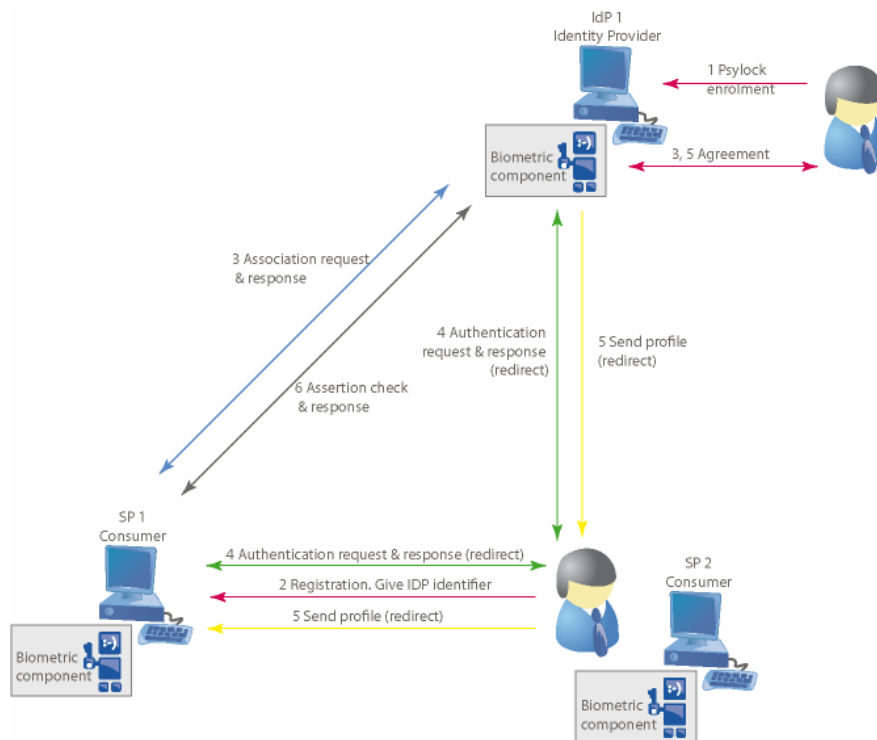 IdP 1
Identity Provider
1 Psylock
enrolment
Biometric
component
:-)
3, 5 Agreement
3 Association request
& response
4 Authentication
request & response
(redirect)
5 Send profile
(redirect)
6 Assertion check
& response
SP 1
Consumer
4 Authentication request & response (redirect)
2 Registration. Give IDP identifier
5 Send profile (redirect)
Biometric
component
:-)
SP 2
Consumer
Biometric
component
:-)